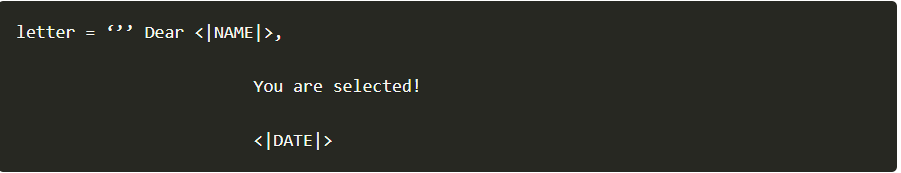 letter = ‘’’ Dear <|NAME|>,
You are selected!
<|DATE|>